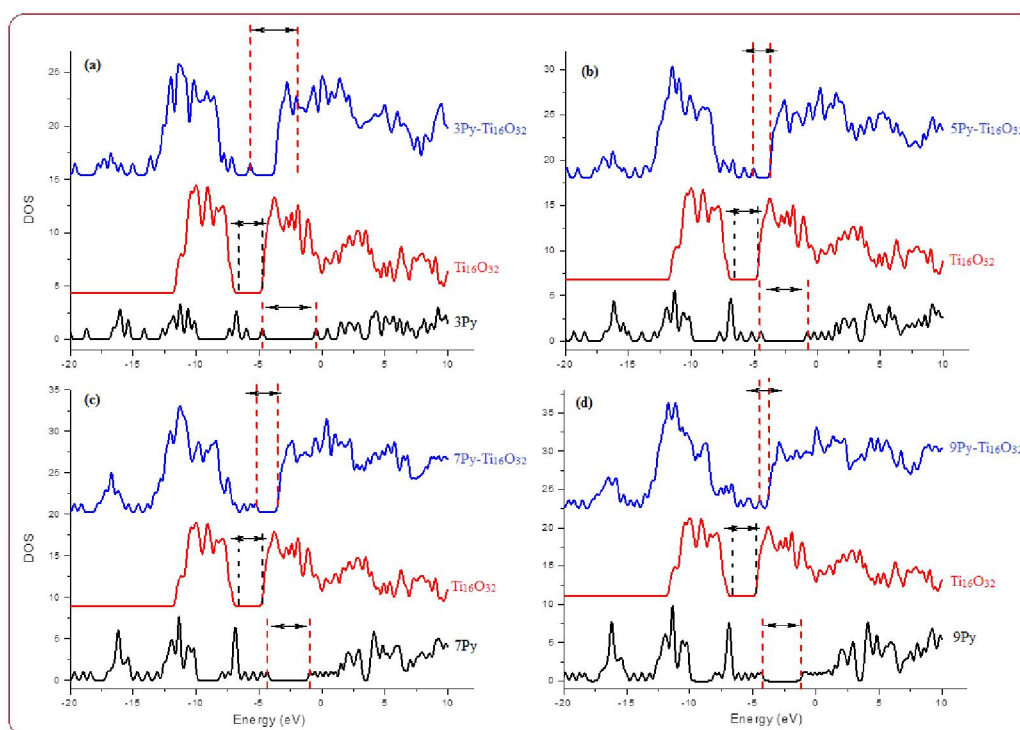 (a)
25
20
15
10
5
0
DOS
3Py-Ti16O32
Ti16O32
3Py
-20 -15 -10 -5 0 5 10
(b)
30
25
20
15
10
5
0
5Py-Ti16O32
Ti16O32
5Py
-20 -15 -10 -5 0 5 10
(c)
35
30
25
20
15
10
5
0
DOS
7Py-Ti16O32
Ti16O32
7Py
-20 -15 -10 -5 0 5 10
Energy (eV)
(d)
35
30
25
20
15
10
5
0
9Py-Ti16O32
Ti16O32
9Py
-20 -15 -10 -5 0 5 10
Energy (eV)